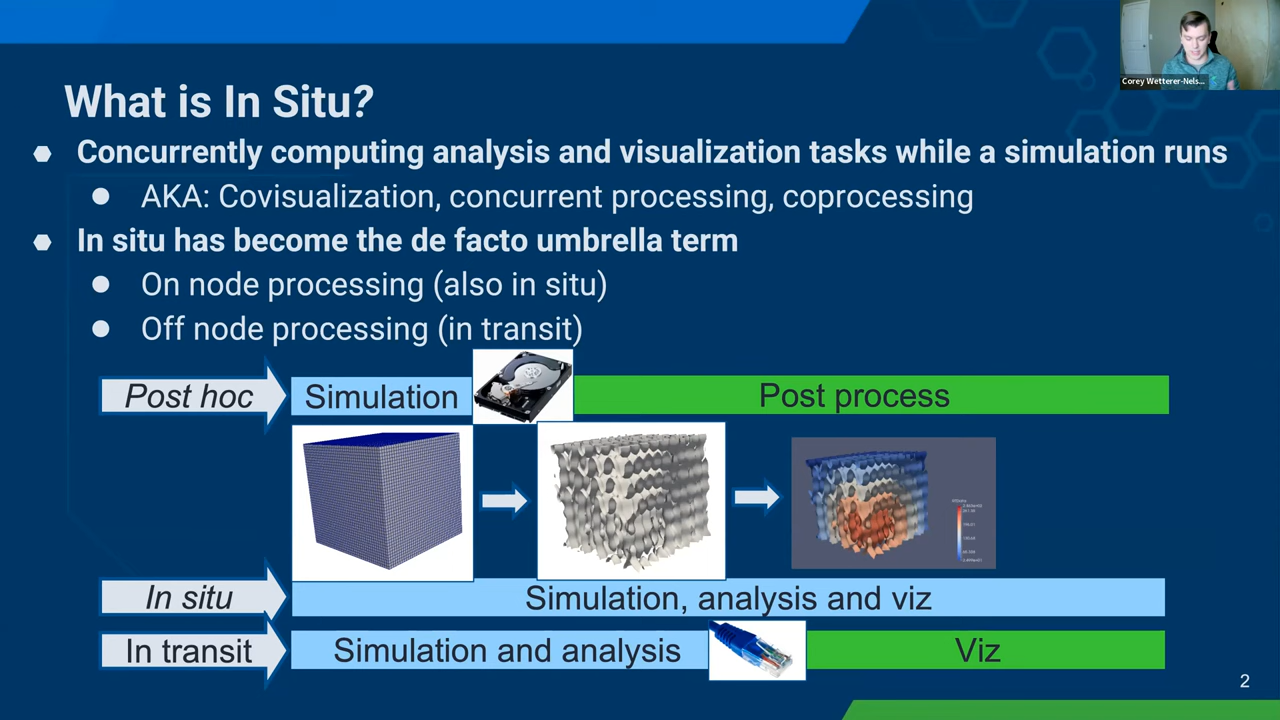 Corey Wetterer-Nels...
What is In Situ?
Concurrently computing analysis and visualization tasks while a simulation runs
AKA: Covisualization, concurrent processing, coprocessing
In situ has become the de facto umbrella term
On node processing (also in situ)
Off node processing (in transit)
Post hoc
Simulation
Post process
In situ
Simulation, analysis and viz
In transit
Simulation and analysis
Viz
2